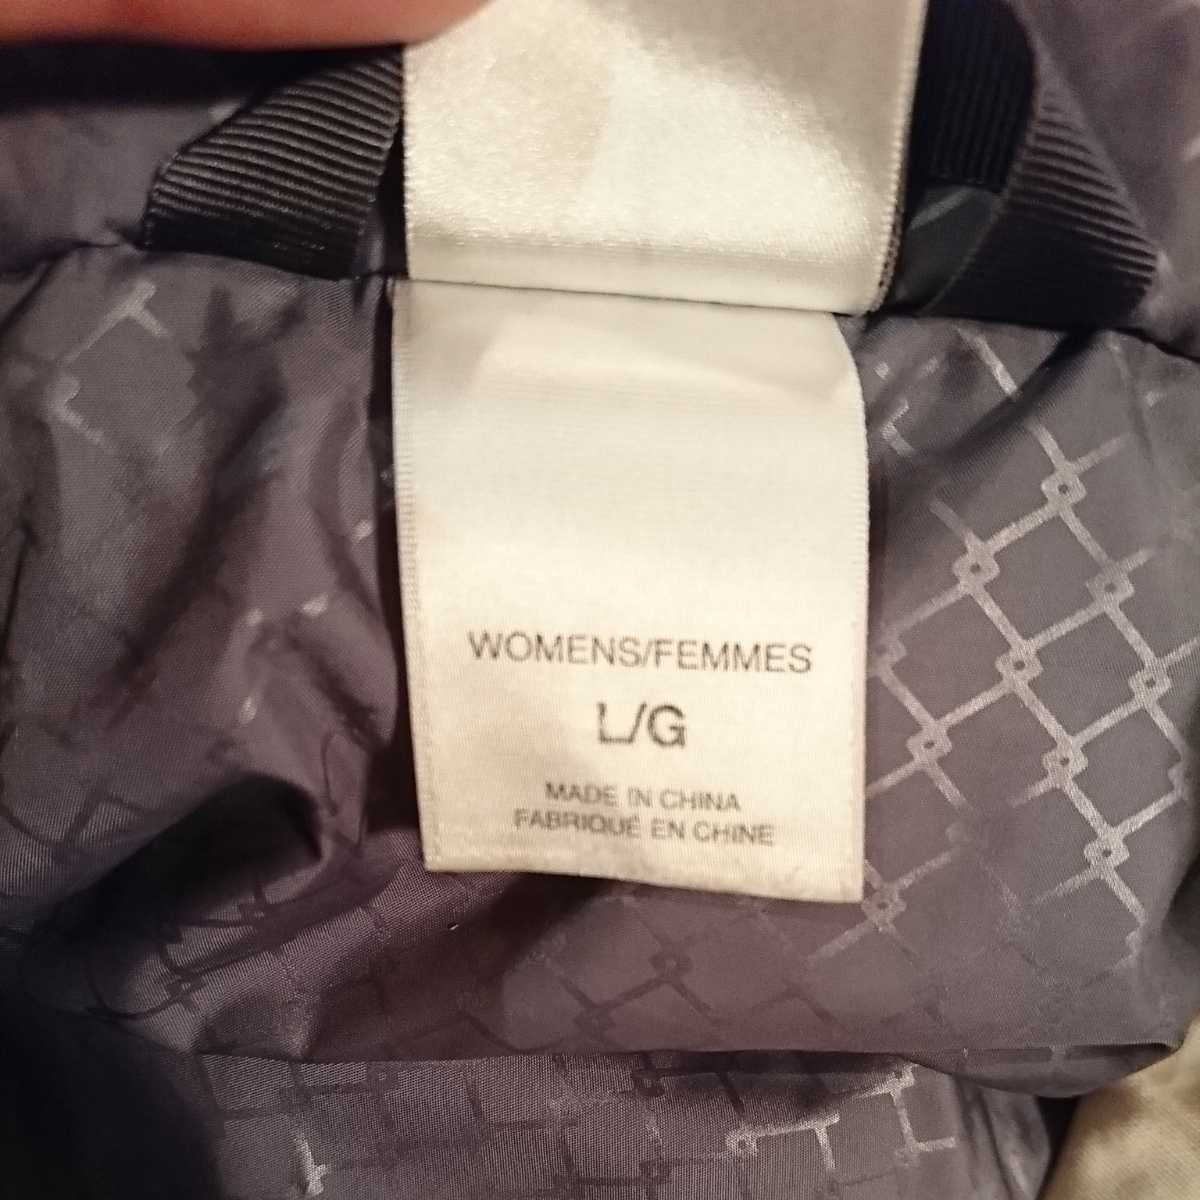 WOMENS/FEMMES
L/G
MADE IN CHINA
FABRIQUÉ EN CHINE